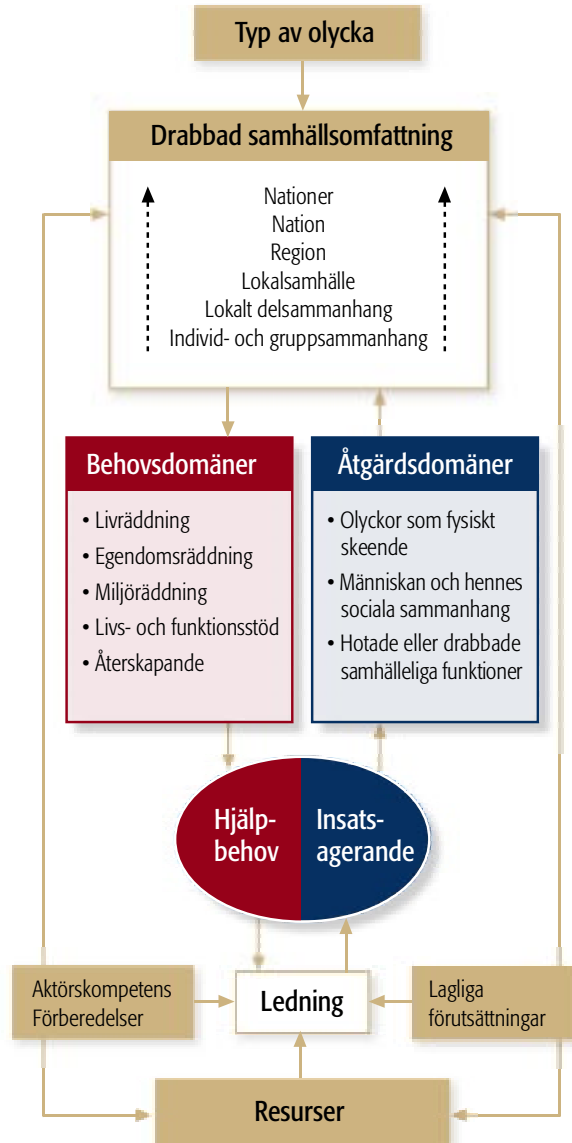 Typ av olycka
Drabbad samhällsomfattning
Nationer
Nation
Region
Lokalsamhälle
Lokalt delsammanhang
Individ- och gruppsammanhang
Behovsdomäner
• Livräddning
• Egendomsräddning
• Miljöräddning
• Livs- och funktionsstöd
• Återskapande
Åtgärdsdomäner
• Olyckor som fysiskt
skeende
• Människan och hennes
sociala sammanhang
• Hotade eller drabbade
samhälleliga funktioner
Hjälp-
behov
Insats-
agerande
Aktörskompetens
Förberedelser
Ledning
Lagliga
förutsättningar
Resurser